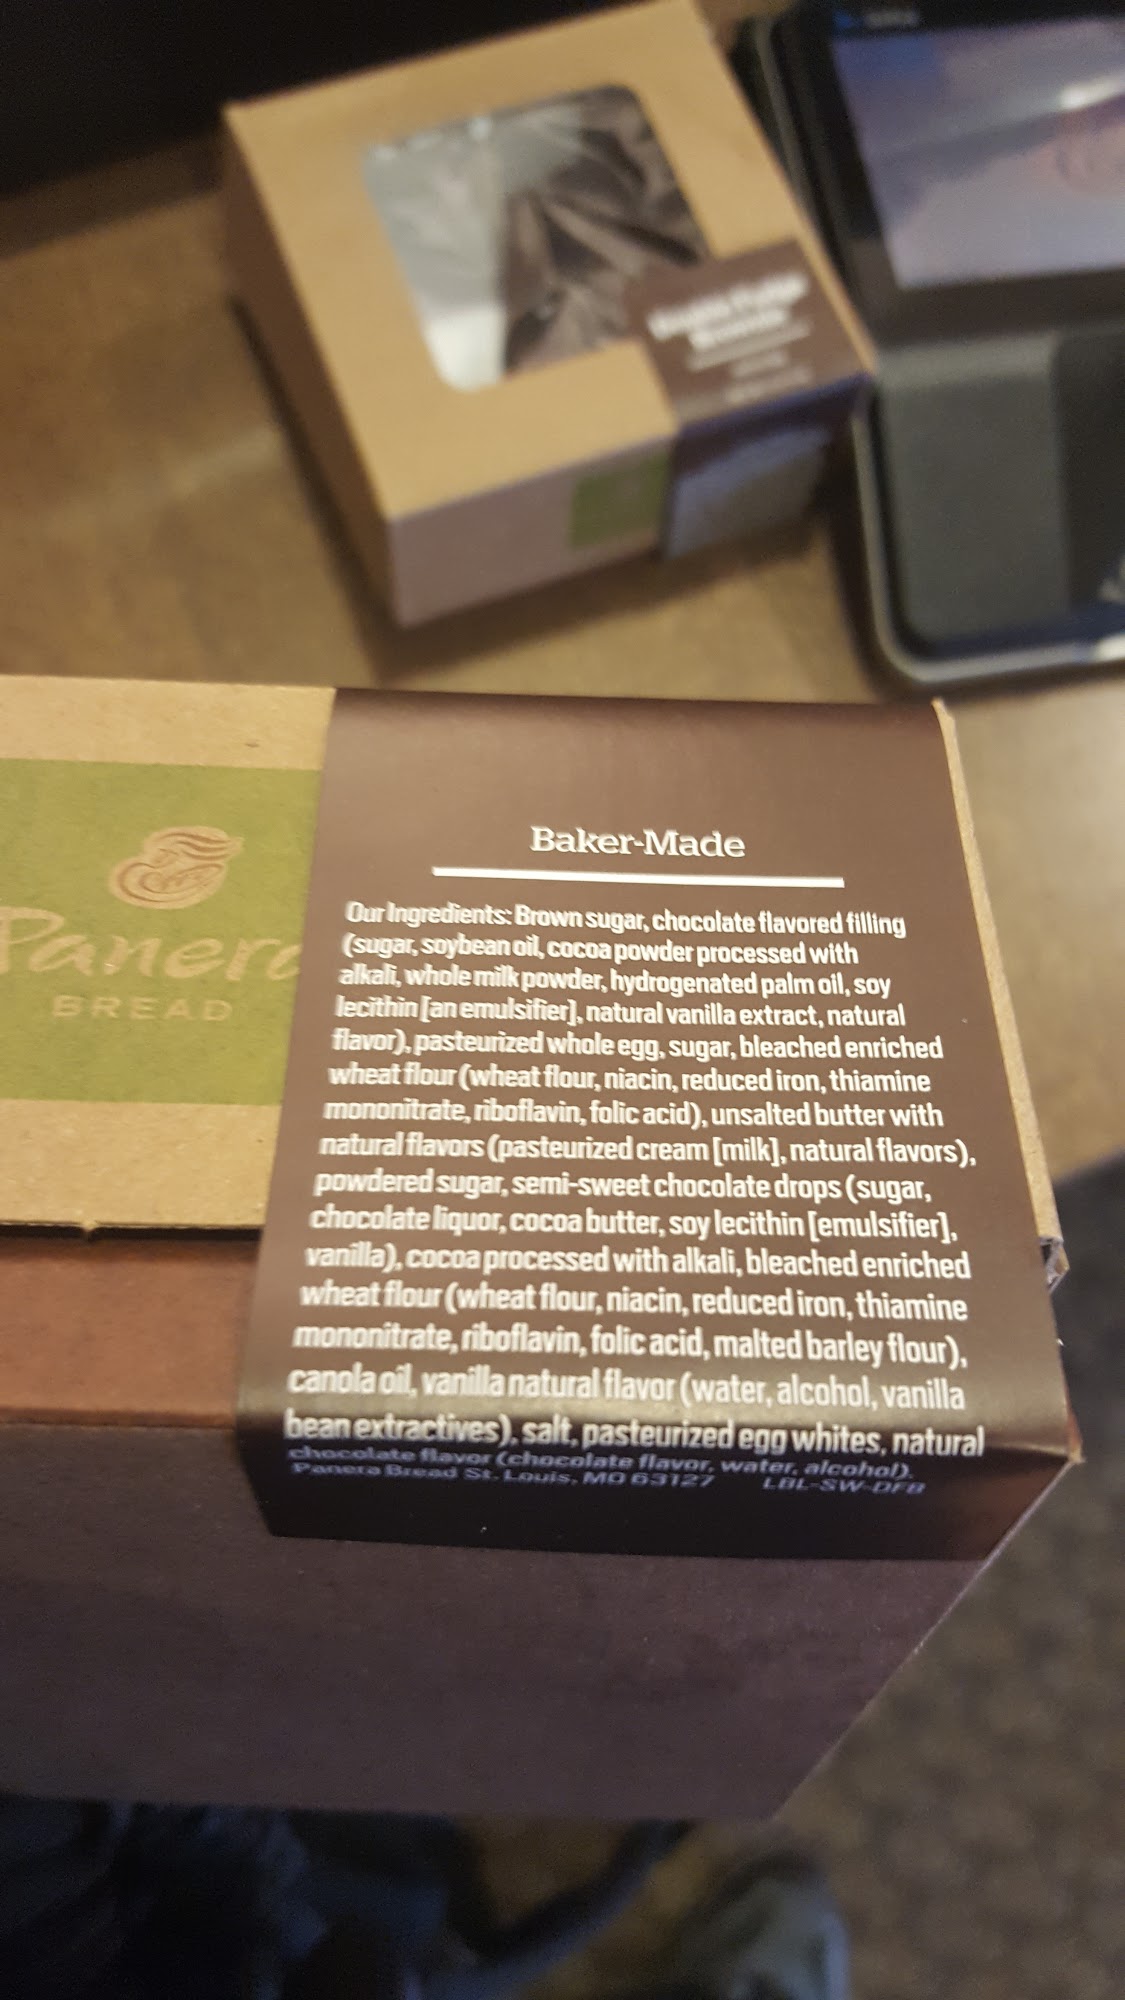 Double Fudge
Brownie
Panera
BREAD
Baker-Made
Our Ingredients: Brown sugar, chocolate flavored filling
(sugar, soybean oil, cocoa powder processed with
alkali, whole milk powder, hydrogenated palm oil, soy
lecithin [an emulsifier], natural vanilla extract, natural
flavor), pasteurized whole egg, sugar, bleached enriched
wheat flour (wheat flour, niacin, reduced iron, thiamine
mononitrate, riboflavin, folic acid), unsalted butter with
natural flavors (pasteurized cream [milk], natural flavors),
powdered sugar, semi-sweet chocolate drops (sugar,
chocolate liquor, cocoa butter, soy lecithin [emulsifier],
vanilla), cocoa processed with alkali, bleached enriched
wheat flour (wheat flour, niacin, reduced iron, thiamine
mononitrate, riboflavin, folic acid, malted barley flour),
canola oil, vanilla natural flavor (water, alcohol, vanilla
bean extractives), salt, pasteurized egg whites, natural
chocolate flavor (chocolate flavor, water, alcohol).
Panera Bread St. Louis, MO 63127 LBL-SW-DFB